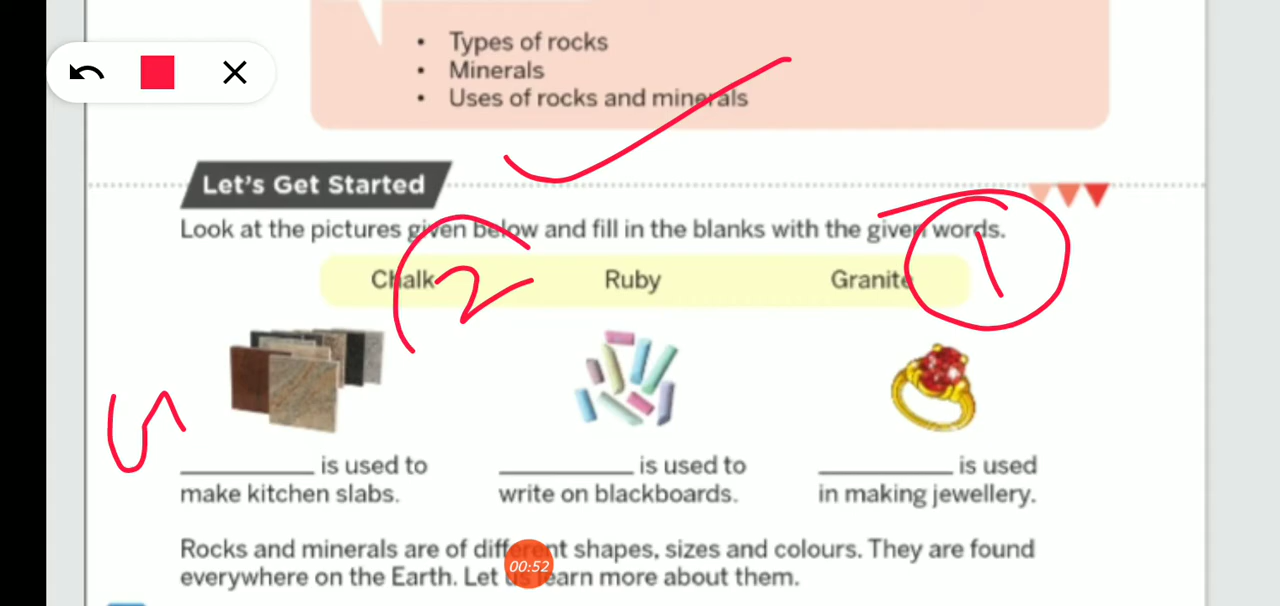 • Types of rocks
• Minerals
• Uses of rocks and minerals
Let's Get Started
Look at the pictures given below and fill in the blanks with the given words.
Chalk Ruby Granite
2 1
__________ is used to make kitchen slabs.
__________ is used to write on blackboards.
__________ is used in making jewellery.
Rocks and minerals are of different shapes, sizes and colours. They are found
everywhere on the Earth. Let us learn more about them.
00:52